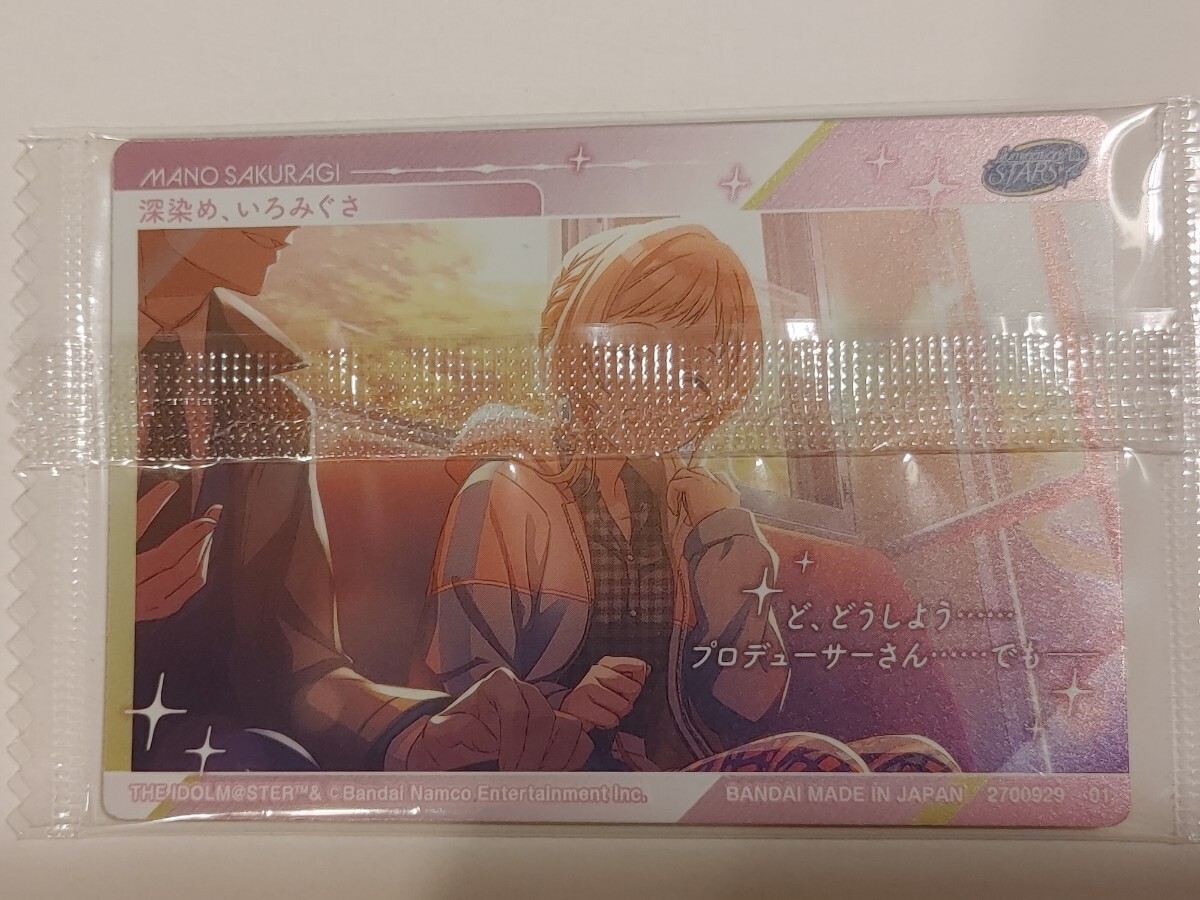 MANO SAKURAGI
深染め、いろみぐさ
STARS
ど、どうしよう……
プロデューサーさん……でも──
THE IDOLM@STER™& ©Bandai Namco Entertainment Inc.
BANDAI MADE IN JAPAN 2700929 01